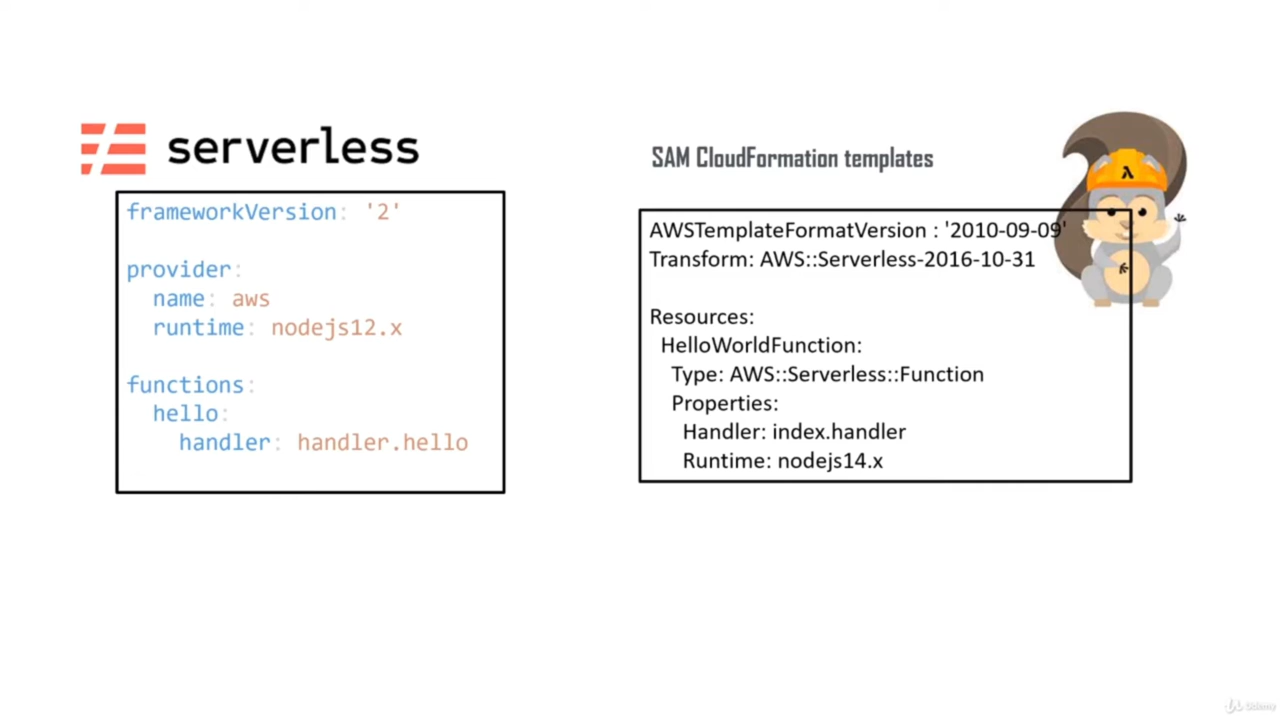 serverless
frameworkVersion: '2'
provider:
name: aws
runtime: nodejs12.x
functions:
hello:
handler: handler.hello
SAM CloudFormation templates
λ
AWSTemplateFormatVersion : '2010-09-09'
Transform: AWS::Serverless-2016-10-31
Resources:
HelloWorldFunction:
Type: AWS::Serverless::Function
Properties:
Handler: index.handler
Runtime: nodejs14.x
Udemy